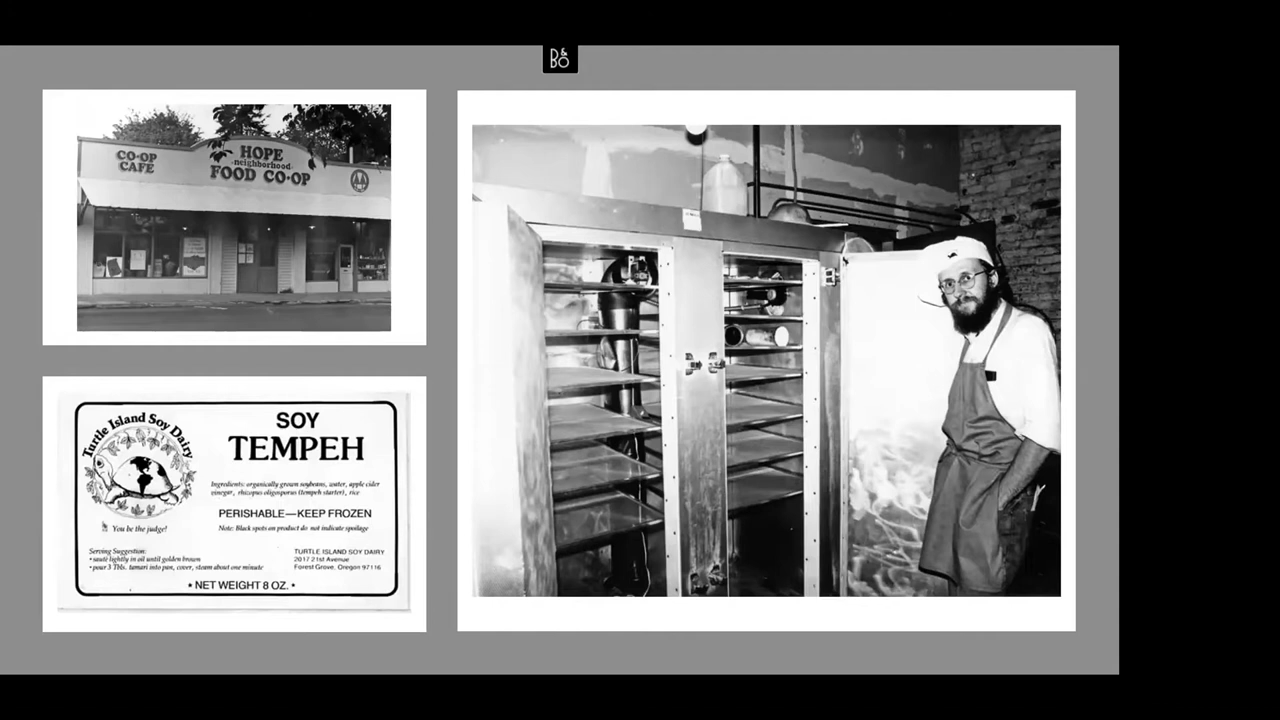 B&O
CO-OP
CAFE
HOPE
-neighborhood-
FOOD CO-OP
Turtle Island Soy Dairy
You be the judge!
SOY
TEMPEH
Ingredients: organically grown soybeans, water, apple cider
vinegar, rhizopus oligosporus (tempeh starter), rice
PERISHABLE—KEEP FROZEN
Note: Black spots on product do not indicate spoilage
Serving Suggestion:
• sauté lightly in oil until golden brown
• pour 3 TBs. tamari into pan, cover, steam about one minute
TURTLE ISLAND SOY DAIRY
2017 21st Avenue
Forest Grove, Oregon 97116
• NET WEIGHT 8 OZ. •